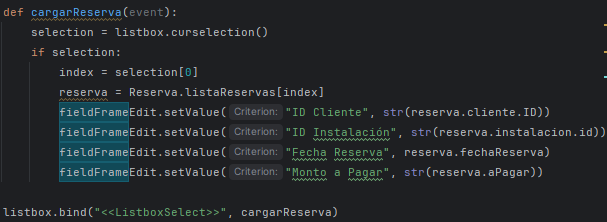 def cargarReserva(event):
    selection = listbox.curselection()
    if selection:
        index = selection[0]
        reserva = Reserva.listaReservas[index]
        fieldFrameEdit.setValue( Criterion: "ID Cliente", str(reserva.cliente.ID))
        fieldFrameEdit.setValue( Criterion: "ID Instalación", str(reserva.instalacion.id))
        fieldFrameEdit.setValue( Criterion: "Fecha Reserva", reserva.fechaReserva)
        fieldFrameEdit.setValue( Criterion: "Monto a Pagar", str(reserva.aPagar))
listbox.bind("<<ListboxSelect>>", cargarReserva)